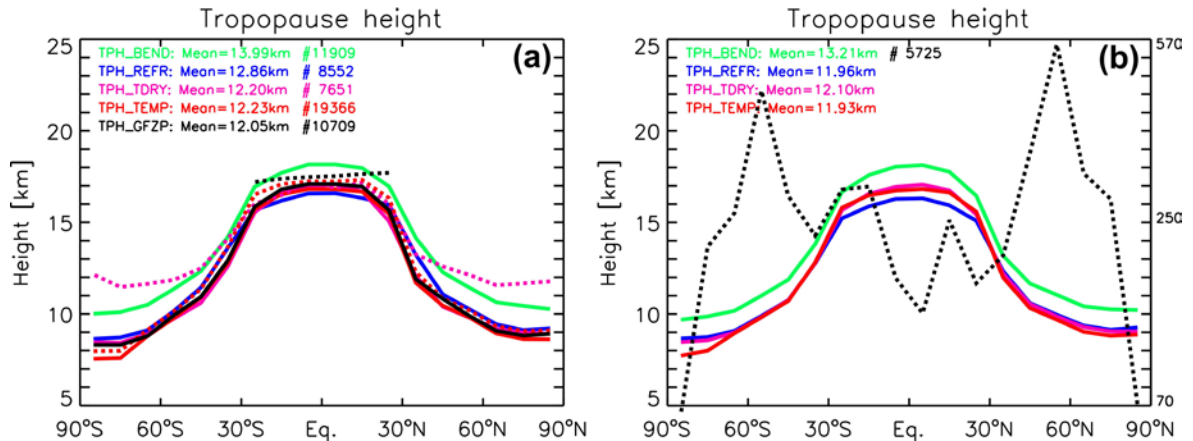 Tropopause height
(a)
TPH_BEND: Mean=13.99km #11909
TPH_REFR: Mean=12.86km # 8552
TPH_TDRY: Mean=12.20km # 7651
TPH_TEMP: Mean=12.23km #19366
TPH_GFZP: Mean=12.05km #10709
Height [km]
25
20
15
10
5
90°S 60°S 30°S Eq. 30°N 60°N 90°N
Tropopause height
(b)
TPH_BEND: Mean=13.21km # 5725
TPH_REFR: Mean=11.96km
TPH_TDRY: Mean=12.10km
TPH_TEMP: Mean=11.93km
Height [km]
25
20
15
10
5
570
250
70
90°S 60°S 30°S Eq. 30°N 60°N 90°N